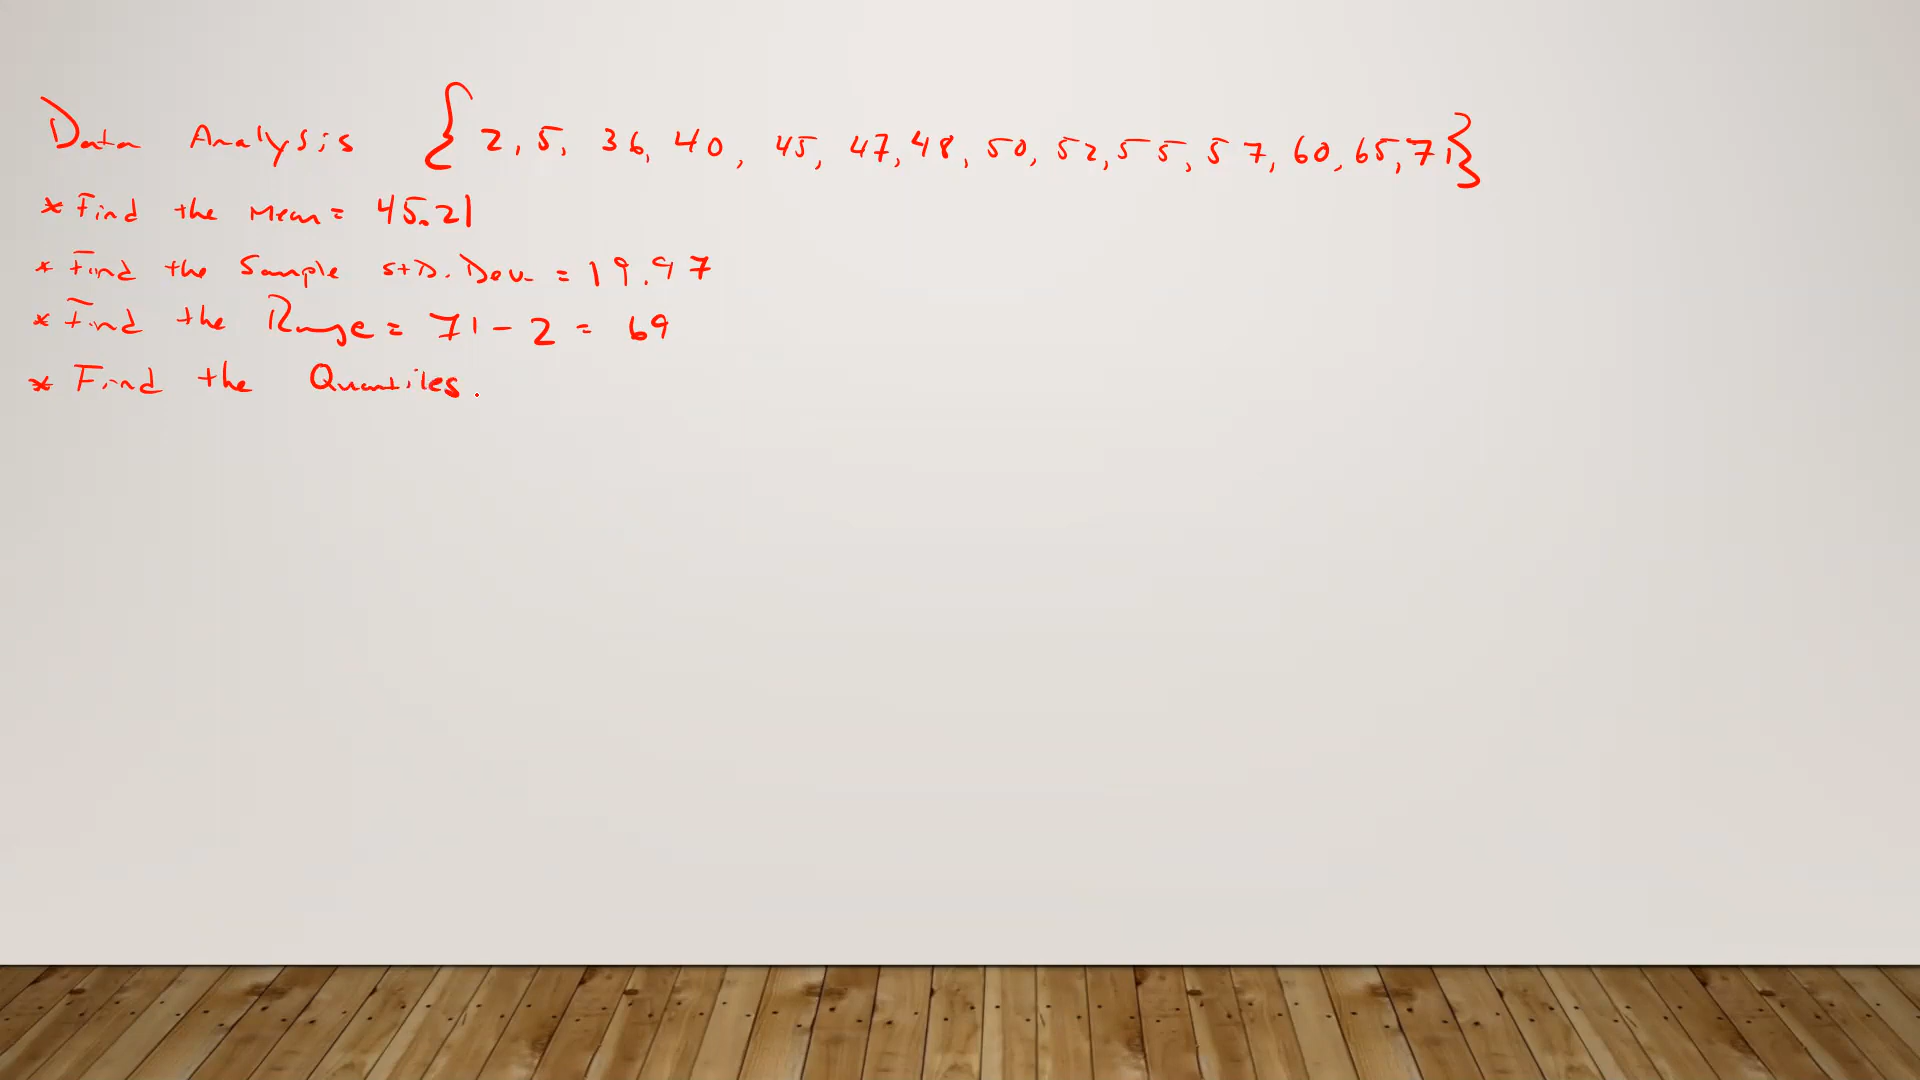 Data Analysis { 2, 5, 36, 40, 45, 47, 48, 50, 52, 55, 57, 60, 65, 71}
* Find the Mean = 45.21
* Find the Sample StD. Dev. = 19.97
* Find the Range = 71 - 2 = 69
* Find the Quantiles.